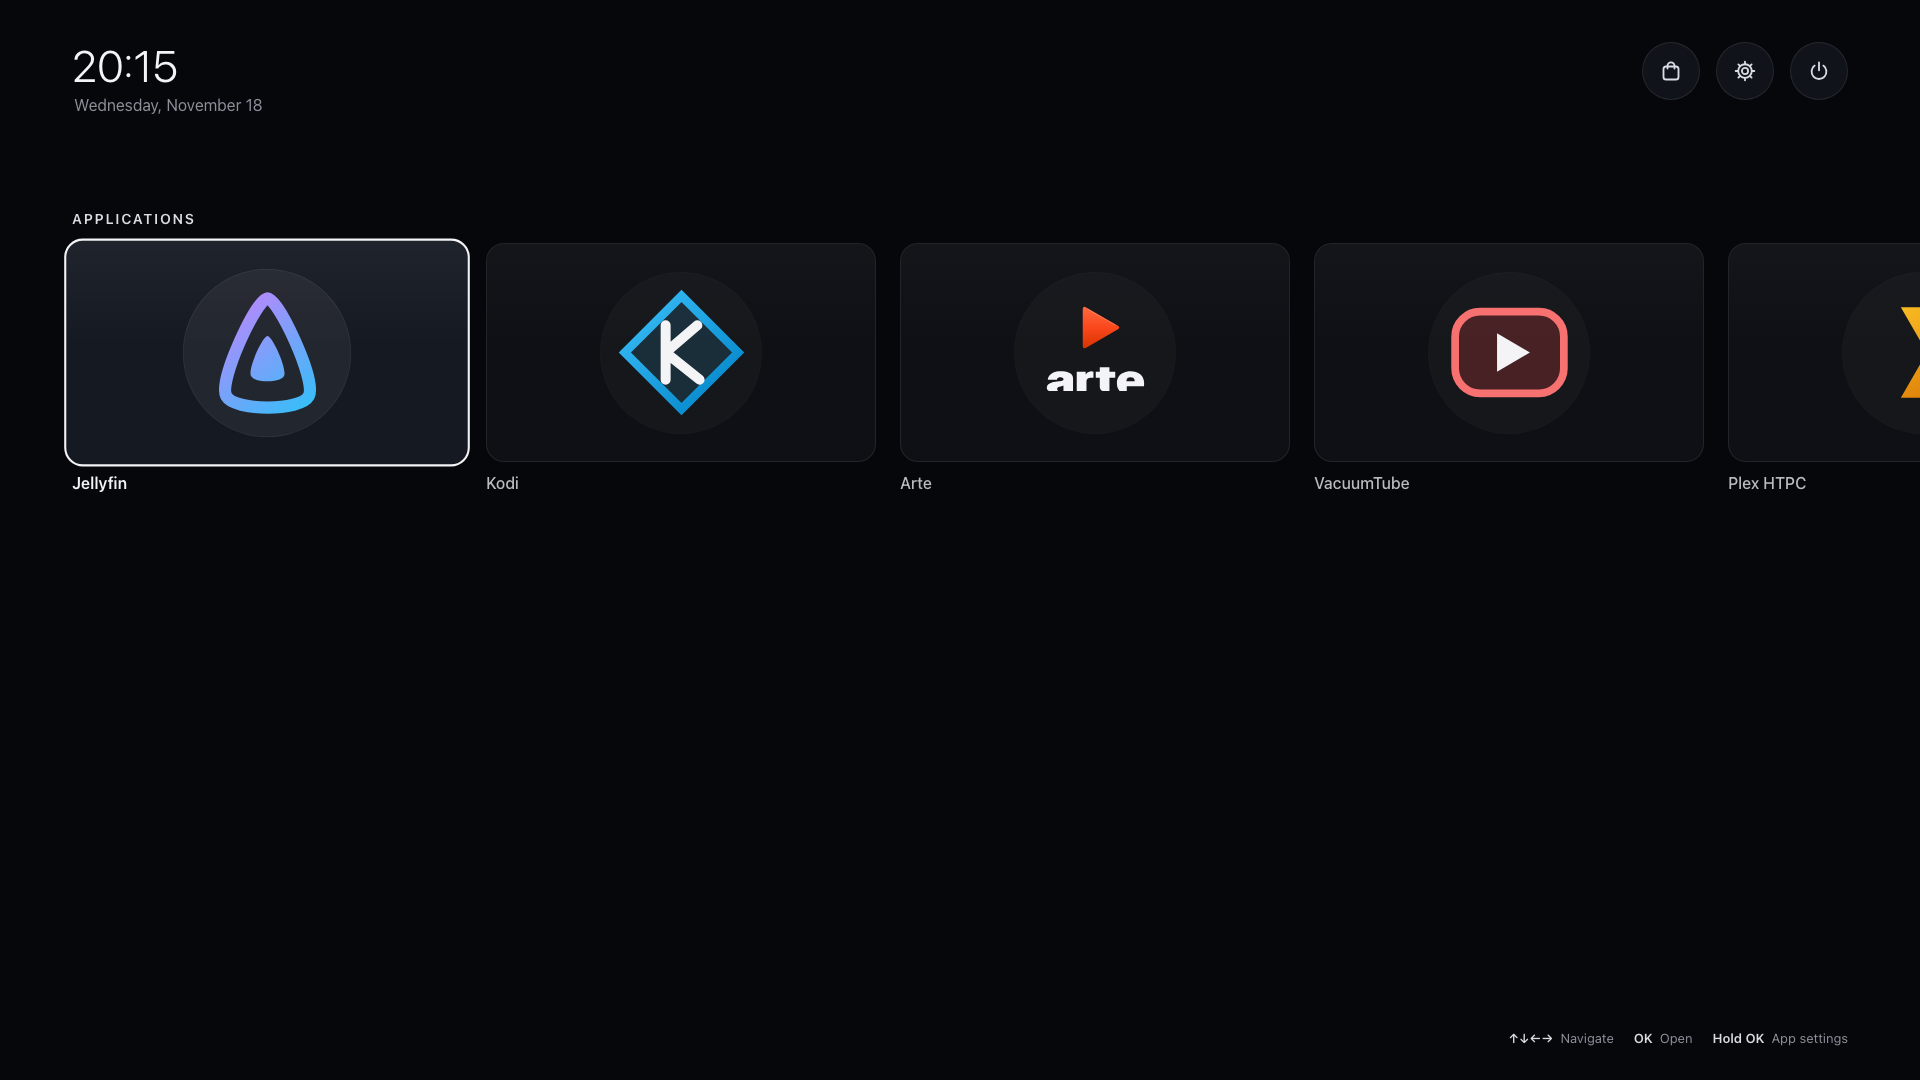 20:15
Wednesday, November 18
APPLICATIONS
arte
Jellyfin
Kodi
Arte
VacuumTube
Plex HTPC
↑↓←→ Navigate OK Open Hold OK App settings